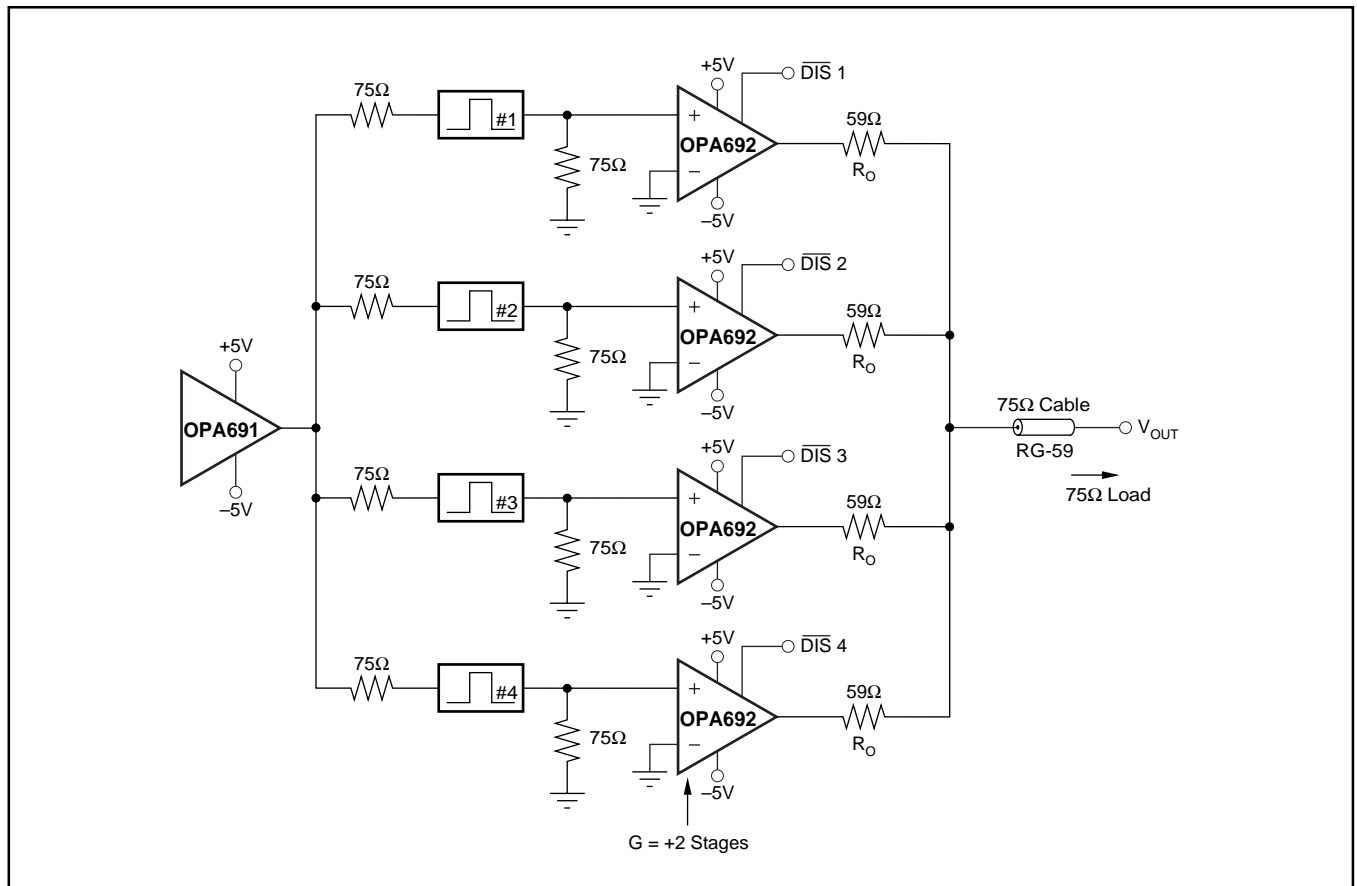 +5V
DIS 1
75Ω
#1
+
59Ω
OPA692
75Ω
−
R_O
–5V
+5V
DIS 2
75Ω
#2
+
59Ω
OPA692
75Ω
−
R_O
–5V
+5V
OPA691
–5V
75Ω Cable
V_OUT
RG-59
75Ω Load
+5V
DIS 3
75Ω
#3
+
59Ω
OPA692
75Ω
−
R_O
–5V
+5V
DIS 4
75Ω
#4
+
59Ω
OPA692
75Ω
−
R_O
–5V
G = +2 Stages